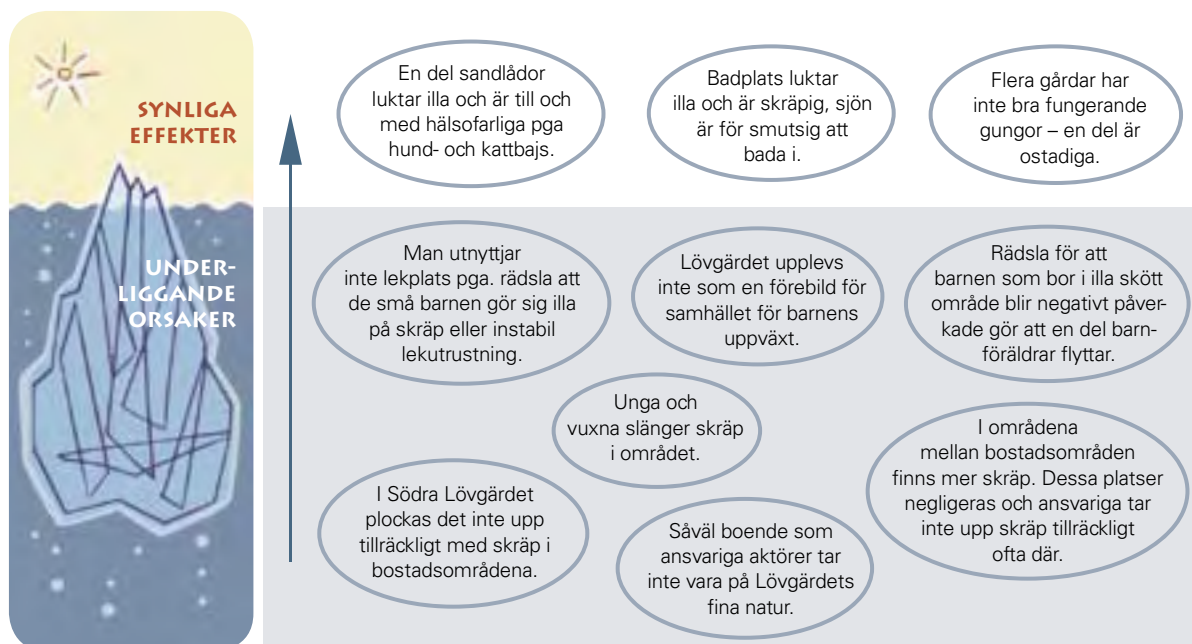 SYNLIGA
EFFEKTER
UNDER-
LIGGANDE
ORSAKER
En del sandlådor
luktar illa och är till och
med hälsofarliga pga
hund- och kattbajs.
Badplats luktar
illa och är skräpig, sjön
är för smutsig att
bada i.
Flera gårdar har
inte bra fungerande
gungor – en del är
ostadiga.
Man utnyttjar
inte lekplats pga. rädsla att
de små barnen gör sig illa
på skräp eller instabil
lekutrustning.
Lövgärdet upplevs
inte som en förebild för
samhället för barnens
uppväxt.
Rädsla för att
barnen som bor i illa skött
område blir negativt påver-
kade gör att en del barn-
föräldrar flyttar.
Unga och
vuxna slänger skräp
i området.
I Södra Lövgärdet
plockas det inte upp
tillräckligt med skräp i
bostadsområdena.
Såväl boende som
ansvariga aktörer tar
inte vara på Lövgärdets
fina natur.
I områdena
mellan bostadsområden
finns mer skräp. Dessa platser
negligeras och ansvariga tar
inte upp skräp tillräckligt
ofta där.